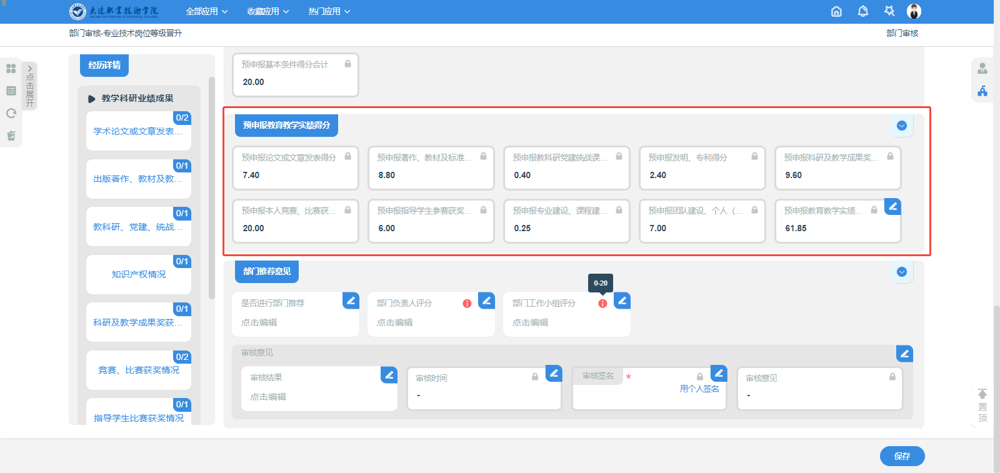 大连职业技术学院
全部应用
收藏应用
热门应用
部门审核-专业技术岗位等级晋升
部门审核
点击展开
经历详情
教学科研业绩成果
0/2
学术论文或文章发表...
0/1
出版著作、教材及教...
0/1
教科研、党建、统战...
0/1
知识产权情况
0/1
科研及教学成果奖获...
0/2
竞赛、比赛获奖情况
0/1
指导学生比赛获奖情况
预申报基本条件得分合计
20.00
预申报教育教学实绩得分
预申报论文或文章发表得分
7.40
预申报著作、教材及标准...
8.80
预申报教科研党建统战课...
0.40
预申报发明、专利得分
2.40
预申报科研及教学成果奖...
9.60
预申报本人竞赛、比赛获...
20.00
预申报指导学生参赛获奖...
6.00
预申报专业建设、课程建...
0.25
预申报团队建设、个人（...
7.00
预申报教育教学实绩...
61.85
部门推荐意见
0-20
是否进行部门推荐
点击编辑
部门负责人评分
点击编辑
部门工作小组评分
点击编辑
审核意见
审核结果
点击编辑
审核时间
-
审核签名 *
用个人签名
审核意见
-
置顶
保存